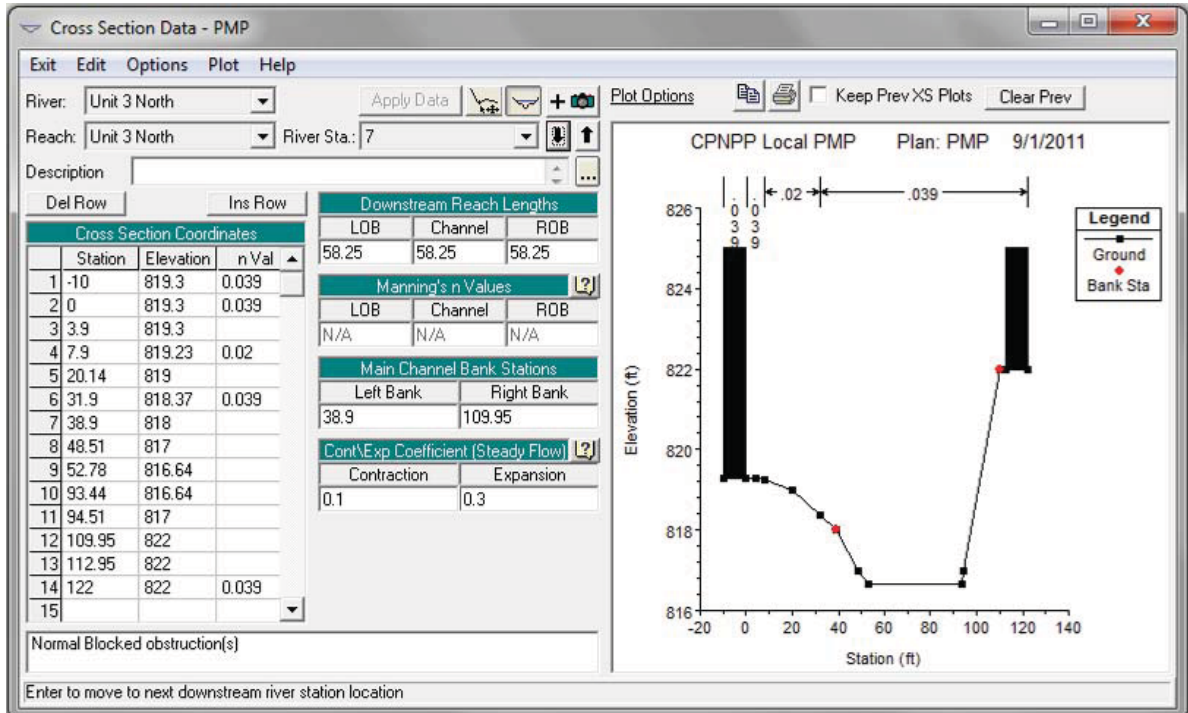 Cross Section Data - PMP
Exit Edit Options Plot Help
River: Unit 3 North
Apply Data
Reach: Unit 3 North River Sta.: 7
Description
...
Del Row Ins Row
Cross Section Coordinates
Station Elevation n Val
1 -10 819.3 0.039
2 0 819.3 0.039
3 3.9 819.3
4 7.9 819.23 0.02
5 20.14 819
6 31.9 818.37 0.039
7 38.9 818
8 48.51 817
9 52.78 816.64
10 93.44 816.64
11 94.51 817
12 109.95 822
13 112.95 822
14 122 822 0.039
15
Downstream Reach Lengths
LOB Channel ROB
58.25 58.25 58.25
Manning's n Values
LOB Channel ROB
N/A N/A N/A
Main Channel Bank Stations
Left Bank Right Bank
38.9 109.95
Cont\Exp Coefficient (Steady Flow)
Contraction Expansion
0.1 0.3
Normal Blocked obstruction(s)
Enter to move to next downstream river station location
Plot Options Keep Prev XS Plots Clear Prev
CPNPP Local PMP Plan: PMP 9/1/2011
.039 .039 .02 .039
Legend
Ground
Bank Sta
Elevation (ft)
826
824
822
820
818
816
-20 0 20 40 60 80 100 120 140
Station (ft)